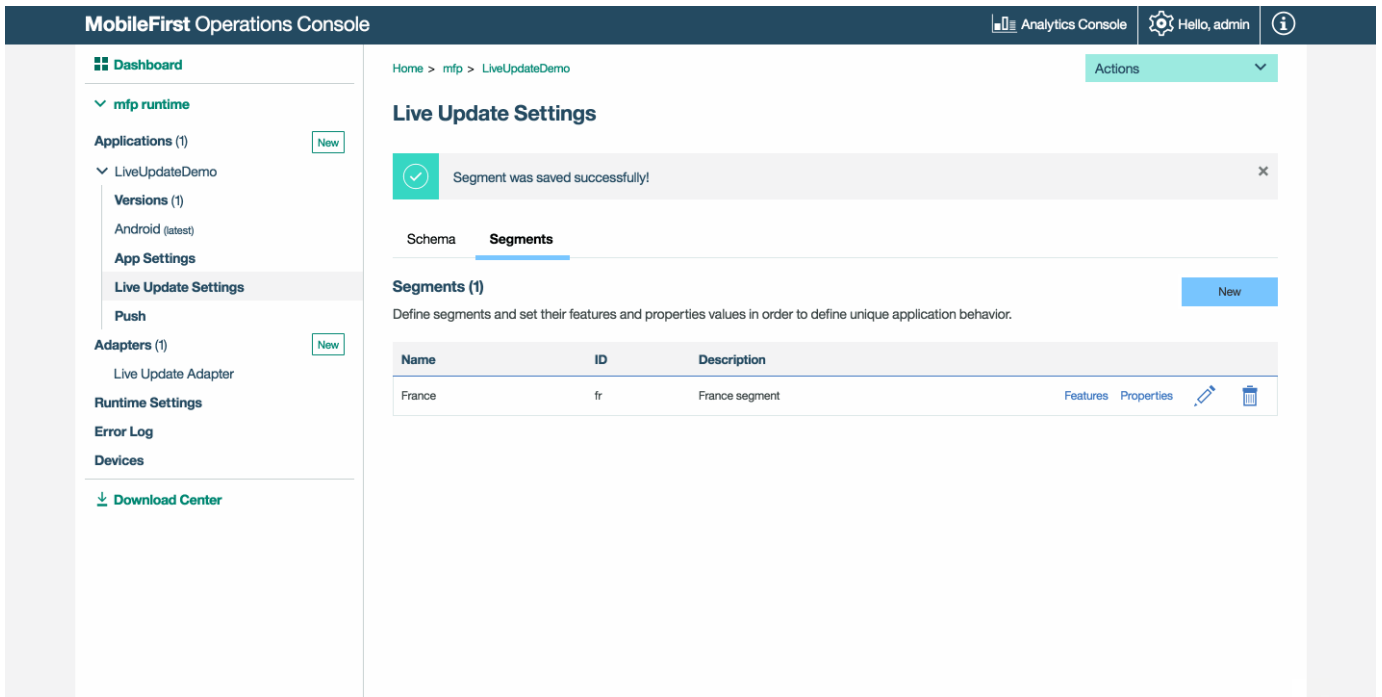 MobileFirst Operations Console
Analytics Console
Hello, admin
Dashboard
mfp runtime
Applications (1) New
LiveUpdateDemo
Versions (1)
Android (latest)
App Settings
Live Update Settings
Push
Adapters (1) New
Live Update Adapter
Runtime Settings
Error Log
Devices
Download Center
Home > mfp > LiveUpdateDemo
Actions
Live Update Settings
Segment was saved successfully!
Schema Segments
Segments (1)
New
Define segments and set their features and properties values in order to define unique application behavior.
Name ID Description
France fr France segment Features Properties